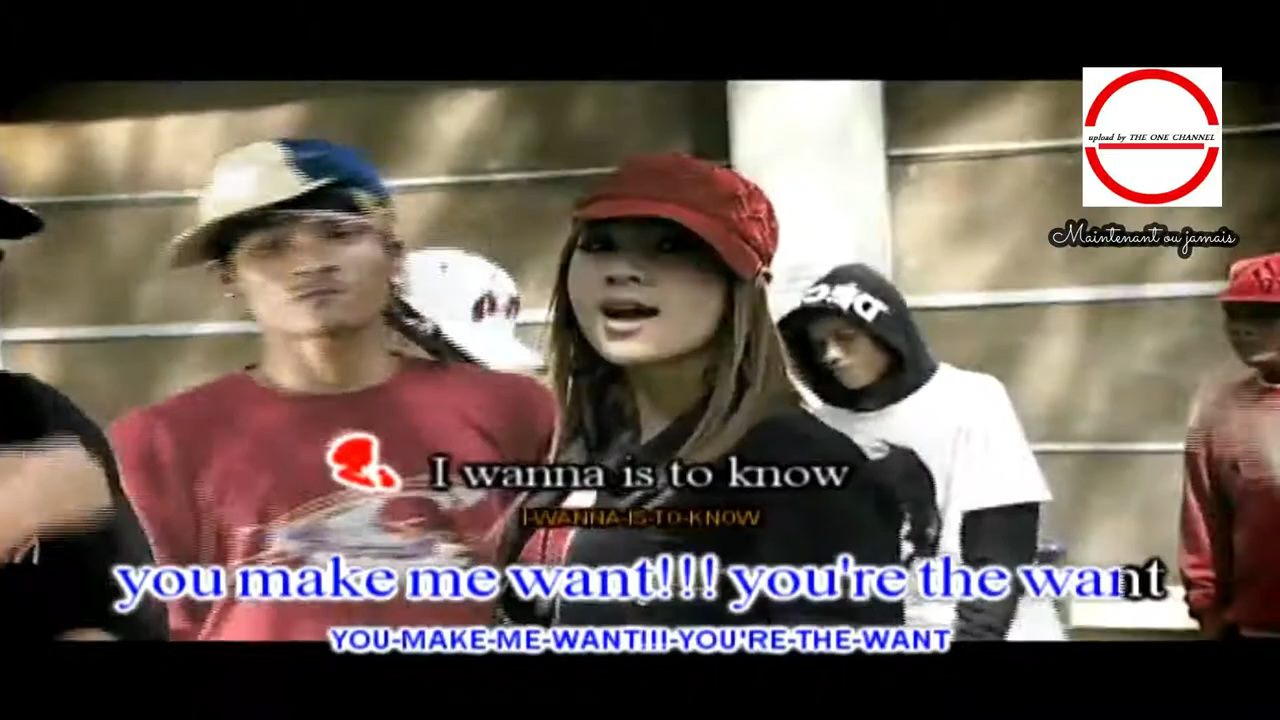 upload by THE ONE CHANNEL
Maintenant ou jamais
I wanna is to know
I-WANNA-IS-TO-KNOW
you make me want!!! you're the want
YOU-MAKE-ME-WANT!!!-YOU'RE-THE-WANT